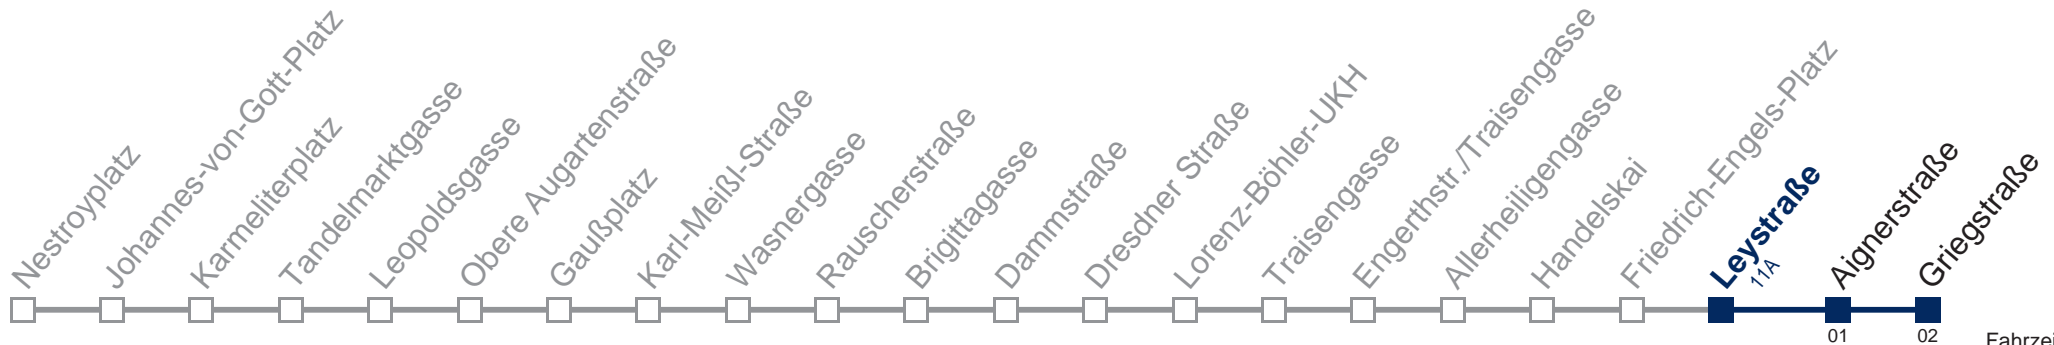 Nestroyplatz
Johannes-von-Gott-Platz
Karmeliterplatz
Tandelmarktgasse
Leopoldsgasse
Obere Augartenstraße
Gaußplatz
Karl-Meißl-Straße
Wasnergasse
Rauscherstraße
Brigittagasse
Dammstraße
Dresdner Straße
Lorenz-Böhler-UKH
Traisengasse
Engerthstr./Traisengasse
Allerheiligengasse
Handelskai
Friedrich-Engels-Platz
Leystraße
11A
Aignerstraße
Griegstraße
01
02
Fahrzei